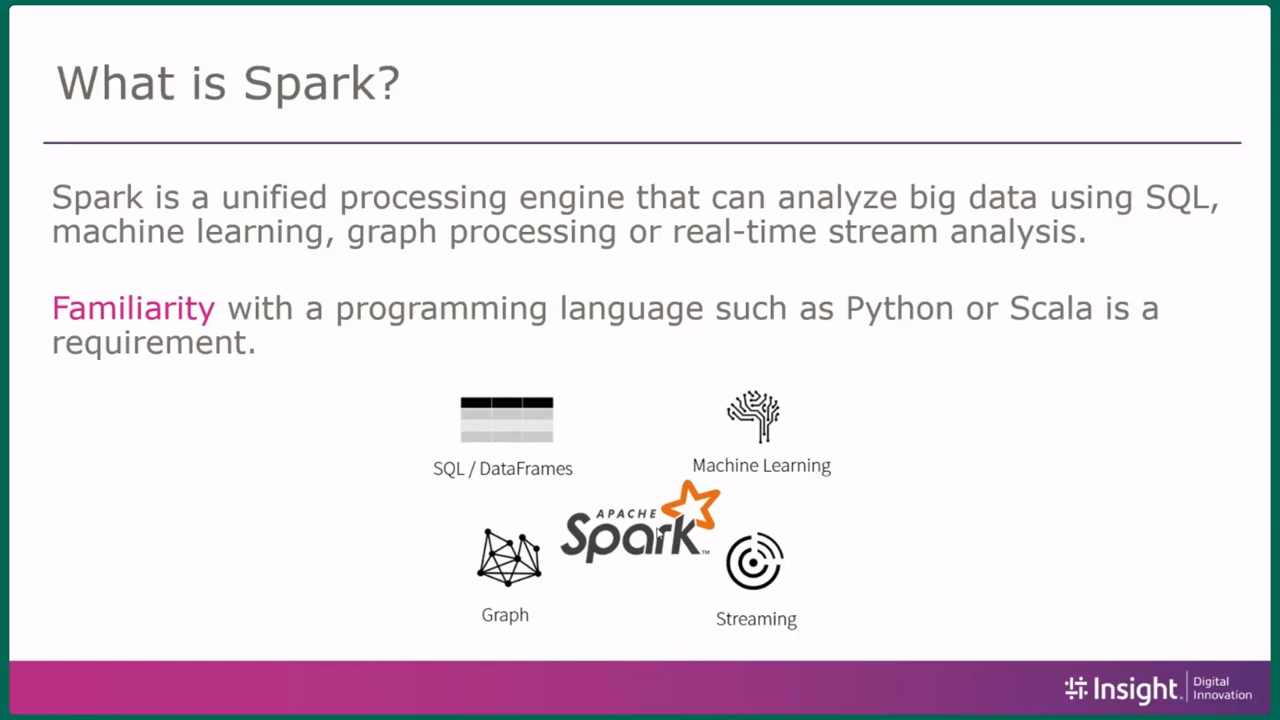 What is Spark?
Spark is a unified processing engine that can analyze big data using SQL,
machine learning, graph processing or real-time stream analysis.
Familiarity with a programming language such as Python or Scala is a
requirement.
SQL / DataFrames
Machine Learning
APACHE
Spark™
Graph
Streaming
Insight.
Digital
Innovation